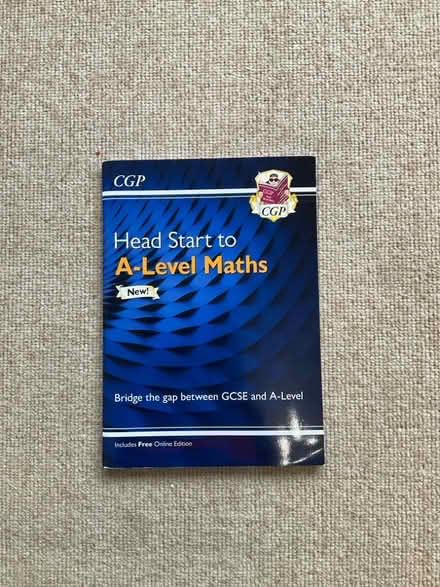 CGP
CGP
Head Start to
A-Level Maths
New!
Bridge the gap between GCSE and A-Level
Includes Free Online Edition